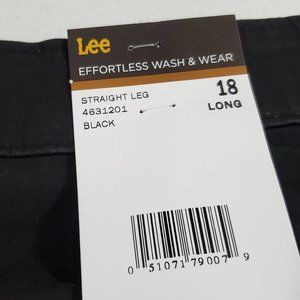 Lee
EFFORTLESS WASH & WEAR
STRAIGHT LEG 18
4631201 LONG
BLACK
0 51071 79007 9